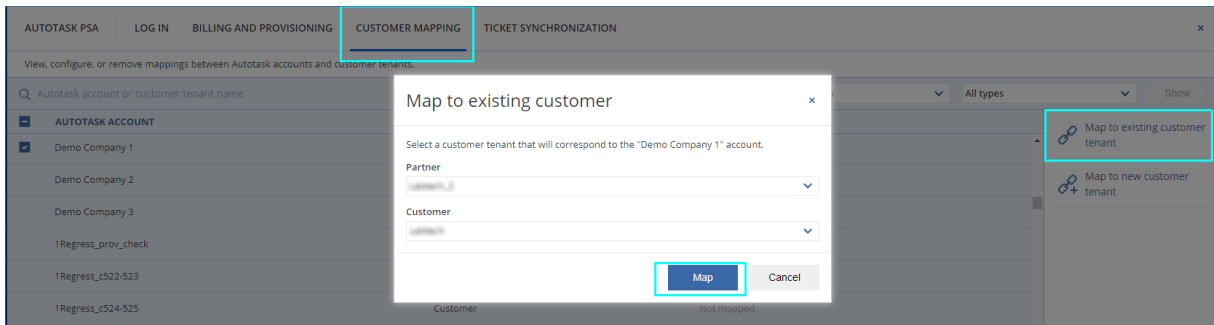 AUTOTASK PSA LOG IN BILLING AND PROVISIONING CUSTOMER MAPPING TICKET SYNCHRONIZATION ×
View, configure, or remove mappings between Autotask accounts and customer tenants.
Autotask account or customer tenant name
All types
Show
AUTOTASK ACCOUNT
Demo Company 1
Demo Company 2
Demo Company 3
1Regress_prov_check
1Regress_c522-523
1Regress_c524-525 Customer Not mapped
Map to existing customer ×
Select a customer tenant that will correspond to the "Demo Company 1" account.
Partner
Customer
Map Cancel
Map to existing customer
tenant
Map to new customer
tenant